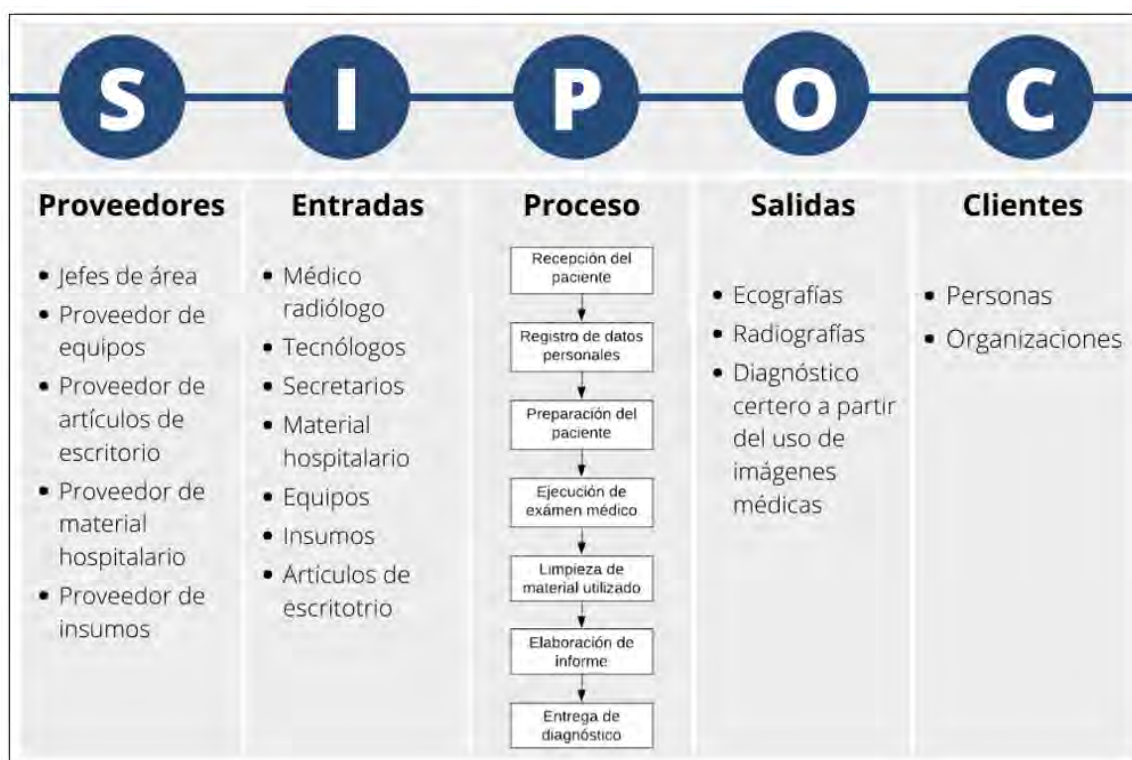 S
I
P
O
C
Proveedores
Jefes de área
Proveedor de
equipos
Proveedor de
artículos de
escritorio
Proveedor de
material
hospitalario
Proveedor de
insumos
Entradas
Médico
radiólogo
Tecnólogos
Secretarios
Material
hospitalario
Equipos
Insumos
Artículos de
escritotrio
Proceso
Recepción del
paciente
Registro de datos
personales
Preparación del
paciente
Ejecución de
exámen médico
Limpieza de
material utilizado
Elaboración de
informe
Entrega de
diagnóstico
Salidas
Ecografías
Radiografías
Diagnóstico
certero a partir
del uso de
imágenes
médicas
Clientes
Personas
Organizaciones